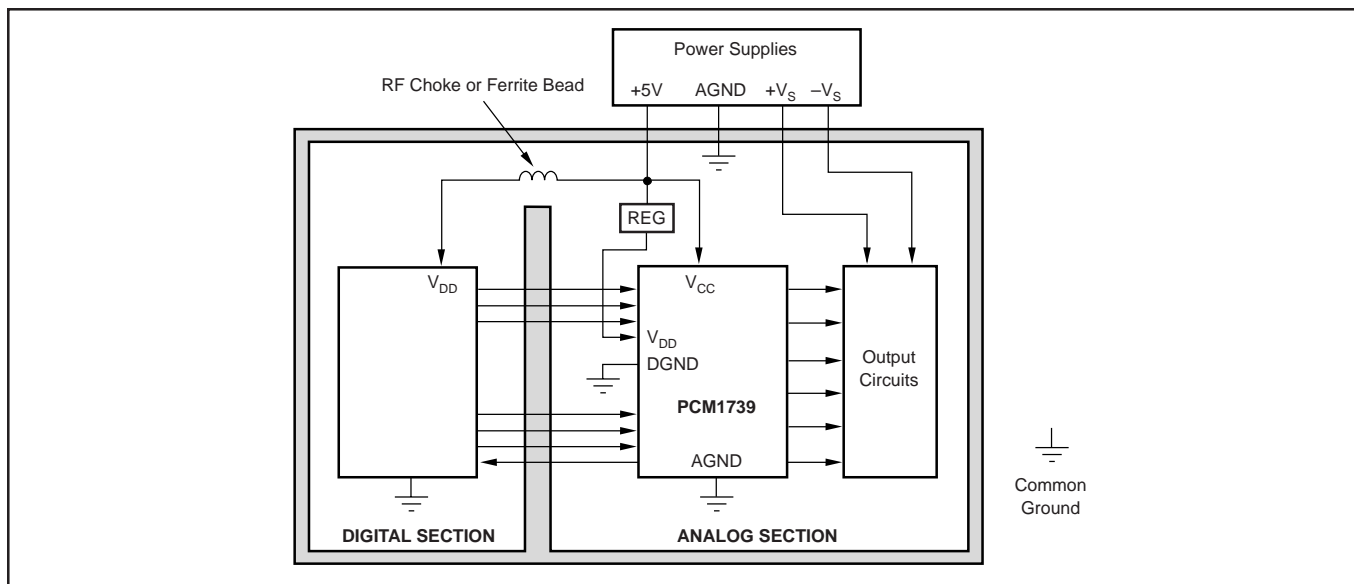 Power Supplies
RF Choke or Ferrite Bead
+5V AGND +VS –VS
REG
VDD
VCC
VDD
DGND
Output
Circuits
PCM1739
AGND
Common
Ground
DIGITAL SECTION
ANALOG SECTION